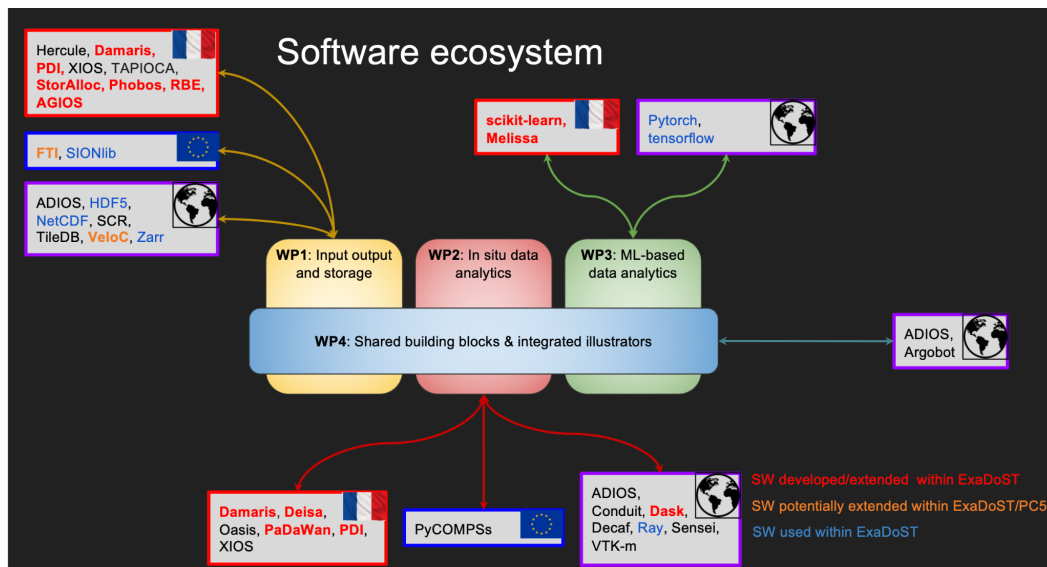 Software ecosystem
Hercule, Damaris,
PDI, XIOS, TAPIOCA,
StorAlloc, Phobos, RBE,
AGIOS
FTI, SIONlib
ADIOS, HDF5,
NetCDF, SCR,
TileDB, VeloC, Zarr
scikit-learn,
Melissa
Pytorch,
tensorflow
WP1: Input output
and storage
WP2: In situ data
analytics
WP3: ML-based
data analytics
WP4: Shared building blocks & integrated illustrators
ADIOS,
Argobot
Damaris, Deisa,
Oasis, PaDaWan, PDI,
XIOS
PyCOMPSs
ADIOS,
Conduit, Dask,
Decaf, Ray, Sensei,
VTK-m
SW developed/extended within ExaDoST
SW potentially extended within ExaDoST/PC5
SW used within ExaDoST